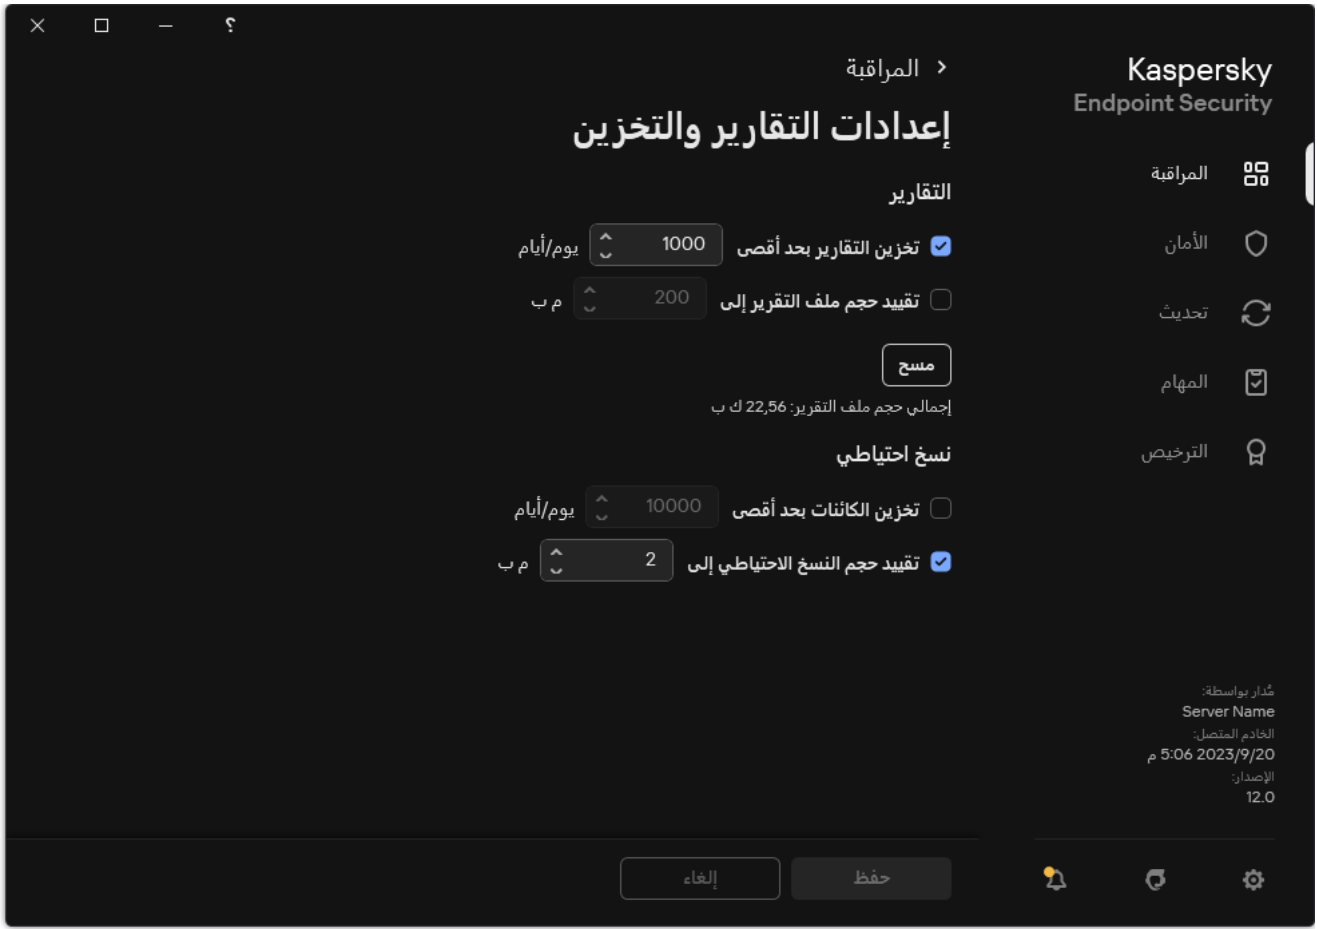 ؟
Kaspersky
Endpoint Security
المراقبة
الأمان
تحديث
المهام
الترخيص
مُدار بواسطة:
Server Name
الخادم المتصل:
2023/9/20 5:06 م
الإصدار:
12.0
المراقبة
إعدادات التقارير والتخزين
التقارير
تخزين التقارير بحد أقصى 1000 يوم/أيام
تقييد حجم ملف التقرير إلى 200 م ب
مسح
إجمالي حجم ملف التقرير: 22,56 ك ب
نسخ احتياطي
تخزين الكائنات بحد أقصى 10000 يوم/أيام
تقييد حجم النسخ الاحتياطي إلى 2 م ب
حفظ إلغاء